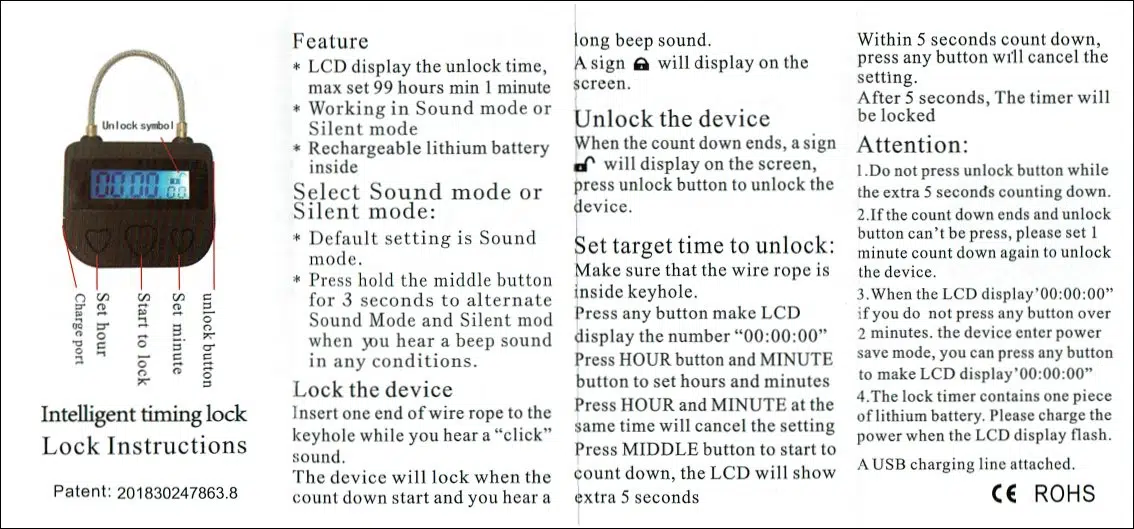 Unlock symbol
00:00
00
Charge port
Set hour
Start to lock
Set minute
unlock button
Intelligent timing lock
Lock Instructions
Patent: 201830247863.8
Feature
* LCD display the unlock time,
max set 99 hours min 1 minute
* Working in Sound mode or
Silent mode
* Rechargeable lithium battery
inside
Select Sound mode or
Silent mode:
* Default setting is Sound
mode.
* Press hold the middle button
for 3 seconds to alternate
Sound Mode and Silent mod
when you hear a beep sound
in any conditions.
Lock the device
Insert one end of wire rope to the
keyhole while you hear a “click”
sound.
The device will lock when the
count down start and you hear a
long beep sound.
A sign will display on the
screen.
Unlock the device
When the count down ends, a sign
will display on the screen,
press unlock button to unlock the
device.
Set target time to unlock:
Make sure that the wire rope is
inside keyhole.
Press any button make LCD
display the number “00:00:00”
Press HOUR button and MINUTE
button to set hours and minutes
Press HOUR and MINUTE at the
same time will cancel the setting
Press MIDDLE button to start to
count down, the LCD will show
extra 5 seconds
Within 5 seconds count down,
press any button will cancel the
setting.
After 5 seconds, The timer will
be locked
Attention:
1.Do not press unlock button while
the extra 5 seconds counting down.
2.If the count down ends and unlock
button can’t be press, please set 1
minute count down again to unlock
the device.
3.When the LCD display’00:00:00”
if you do not press any button over
2 minutes. the device enter power
save mode, you can press any button
to make LCD display’00:00:00”
4.The lock timer contains one piece
of lithium battery. Please charge the
power when the LCD display flash.
A USB charging line attached.
CE ROHS